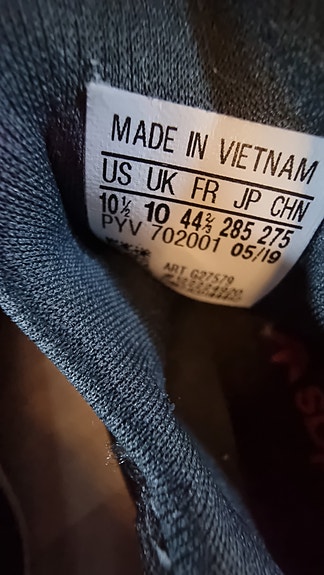 MADE IN VIETNAM
US UK FR JP CHN
10½ 10 44⅔ 285 275
PYV 702001 05/19
ART G27579